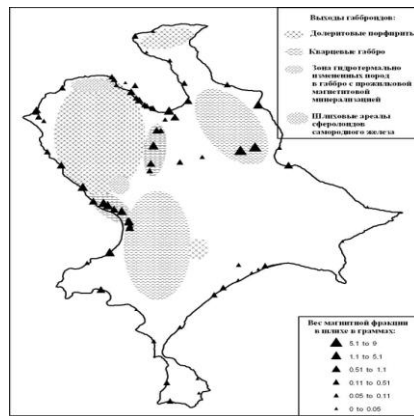 Выходы габброидов:
Долеритовые порфириты
Кварцевые габбро
Зона гидротермально
измененных пород
в габбро с прожилковой
магнетитовой
минерализацией
Шлиховые ареалы
сфероллоидов
самородного железа
Вес магнитной фракции
в шлихе в граммах:
5.1 to 9
1.1 to 5.1
0.51 to 1.1
0.11 to 0.51
0.05 to 0.11
0 to 0.05